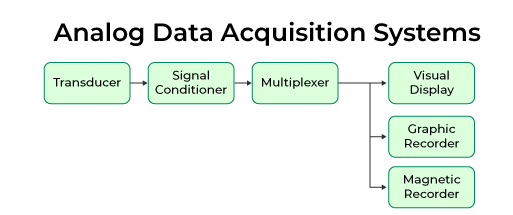 Analog Data Acquisition Systems
Transducer
Signal
Conditioner
Multiplexer
Visual
Display
Graphic
Recorder
Magnetic
Recorder